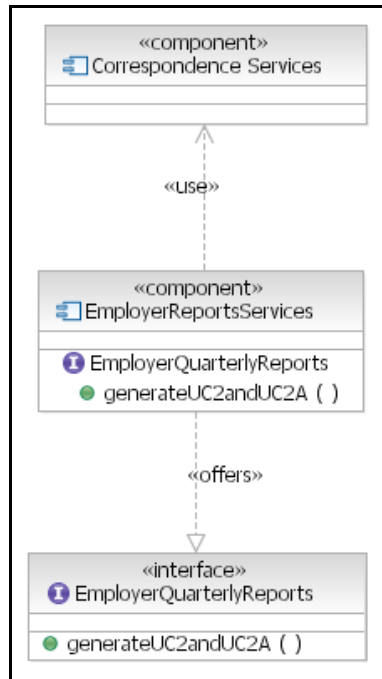 «component»
Correspondence Services
«use»
«component»
EmployerReportsServices
EmployerQuarterlyReports
generateUC2andUC2A ( )
«offers»
«interface»
EmployerQuarterlyReports
generateUC2andUC2A ( )